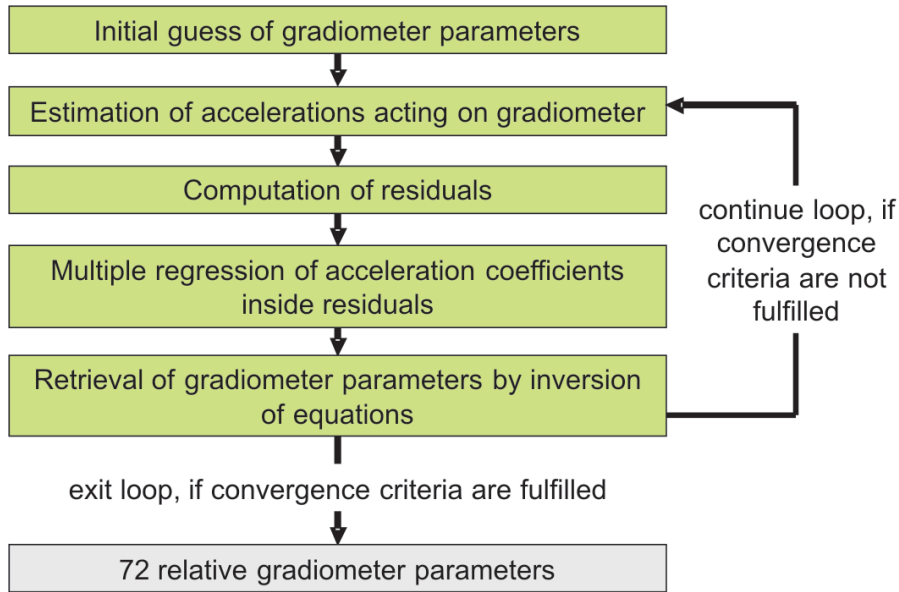 Initial guess of gradiometer parameters
Estimation of accelerations acting on gradiometer
Computation of residuals
Multiple regression of acceleration coefficients
inside residuals
Retrieval of gradiometer parameters by inversion
of equations
continue loop, if
convergence
criteria are not
fulfilled
exit loop, if convergence criteria are fulfilled
72 relative gradiometer parameters